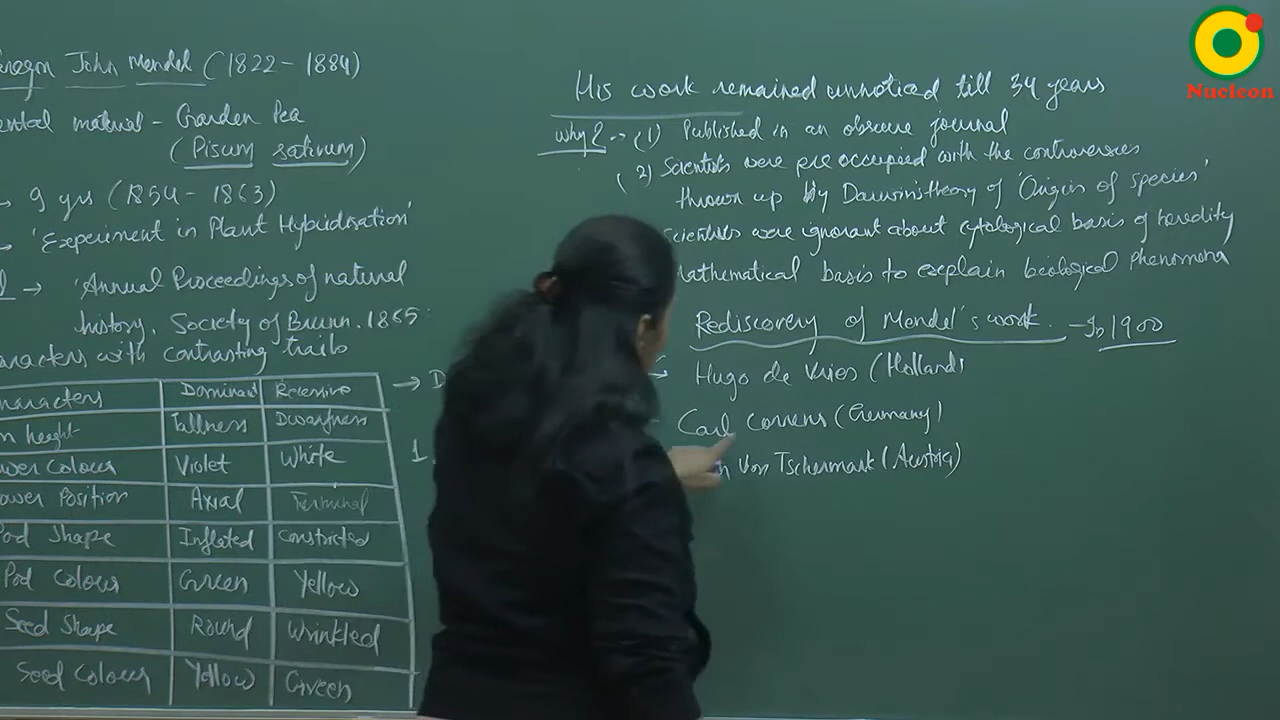 John Mendel (1822 - 1884)
material - Garden Pea
(Pisum sativum)
9 yrs (1854 - 1863)
→ 'Experiment in Plant Hybridisation'
→ 'Annual Proceedings of natural
history, Society of Brunn. 1865
with contrasting traits
Dominant Recessive
height Tallness Dwarfness
Colour Violet White
Position Axial Terminal
Pod Shape Inflated Constricted
Pod Colour Green Yellow
Seed Shape Round Wrinkled
Seed Colour Yellow Green
His work remained unnoticed till 34 years
Why? -- (1) Published in an obscure journal
(2) Scientists were pre occupied with the controversies
thrown up by Darwin's theory of 'Origin of species'
Scientists were ignorant about cytological basis of heredity
Mathematical basis to explain biological phenomena
Rediscovery of Mendel's work. - In 1900
Hugo de Vries (Holland)
Carl Correns (Germany)
Von Tschermark (Austria)
Nucleon